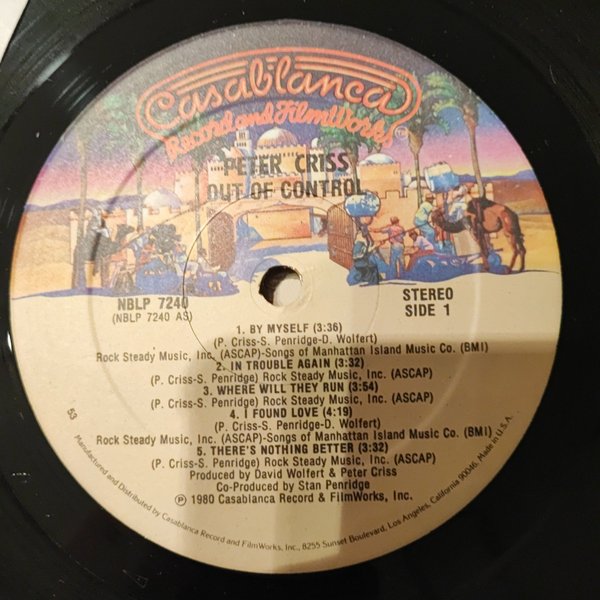 Casablanca
Record and FilmWorks
PETER CRISS
OUT OF CONTROL
NBLP 7240
(NBLP 7240 AS)
STEREO
SIDE 1
1. BY MYSELF (3:36)
(P. Criss-S. Penridge-D. Wolfert)
Rock Steady Music, Inc. (ASCAP)-Songs of Manhattan Island Music Co. (BMI)
2. IN TROUBLE AGAIN (3:32)
(P. Criss-S. Penridge) Rock Steady Music, Inc. (ASCAP)
3. WHERE WILL THEY RUN (3:54)
(P. Criss-S. Penridge) Rock Steady Music, Inc. (ASCAP)
4. I FOUND LOVE (4:19)
(P. Criss-S. Penridge-D. Wolfert)
Rock Steady Music, Inc. (ASCAP)-Songs of Manhattan Island Music Co. (BMI)
5. THERE'S NOTHING BETTER (3:32)
(P. Criss-S. Penridge) Rock Steady Music, Inc. (ASCAP)
Produced by David Wolfert & Peter Criss
Co-Produced by Stan Penridge
℗ 1980 Casablanca Record & FilmWorks, Inc.
53
Manufactured and Distributed by Casablanca Record and FilmWorks, Inc., 8255 Sunset Boulevard, Los Angeles, California 90046. Made in U.S.A.